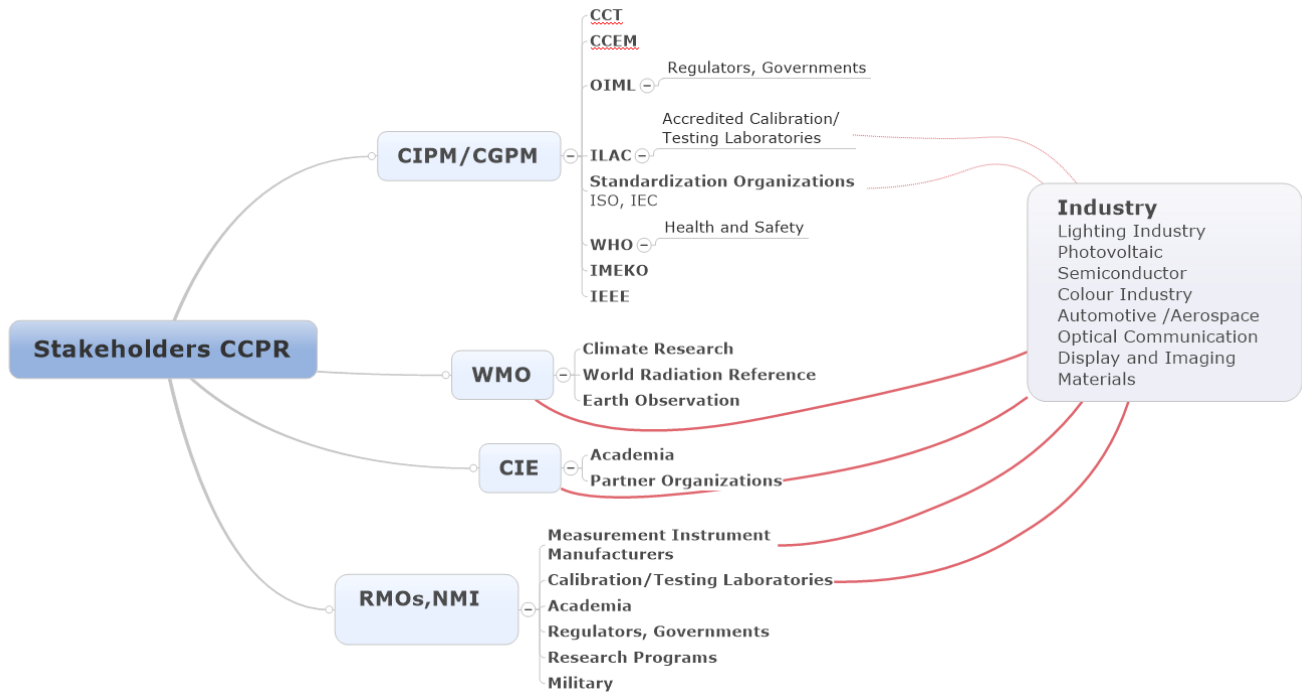 Stakeholders CCPR
CIPM/CGPM
CCT
CCEM
OIML
Regulators, Governments
ILAC
Accredited Calibration/
Testing Laboratories
Standardization Organizations
ISO, IEC
WHO
Health and Safety
IMEKO
IEEE
WMO
Climate Research
World Radiation Reference
Earth Observation
CIE
Academia
Partner Organizations
RMOs,NMI
Measurement Instrument
Manufacturers
Calibration/Testing Laboratories
Academia
Regulators, Governments
Research Programs
Military
Industry
Lighting Industry
Photovoltaic
Semiconductor
Colour Industry
Automotive /Aerospace
Optical Communication
Display and Imaging
Materials